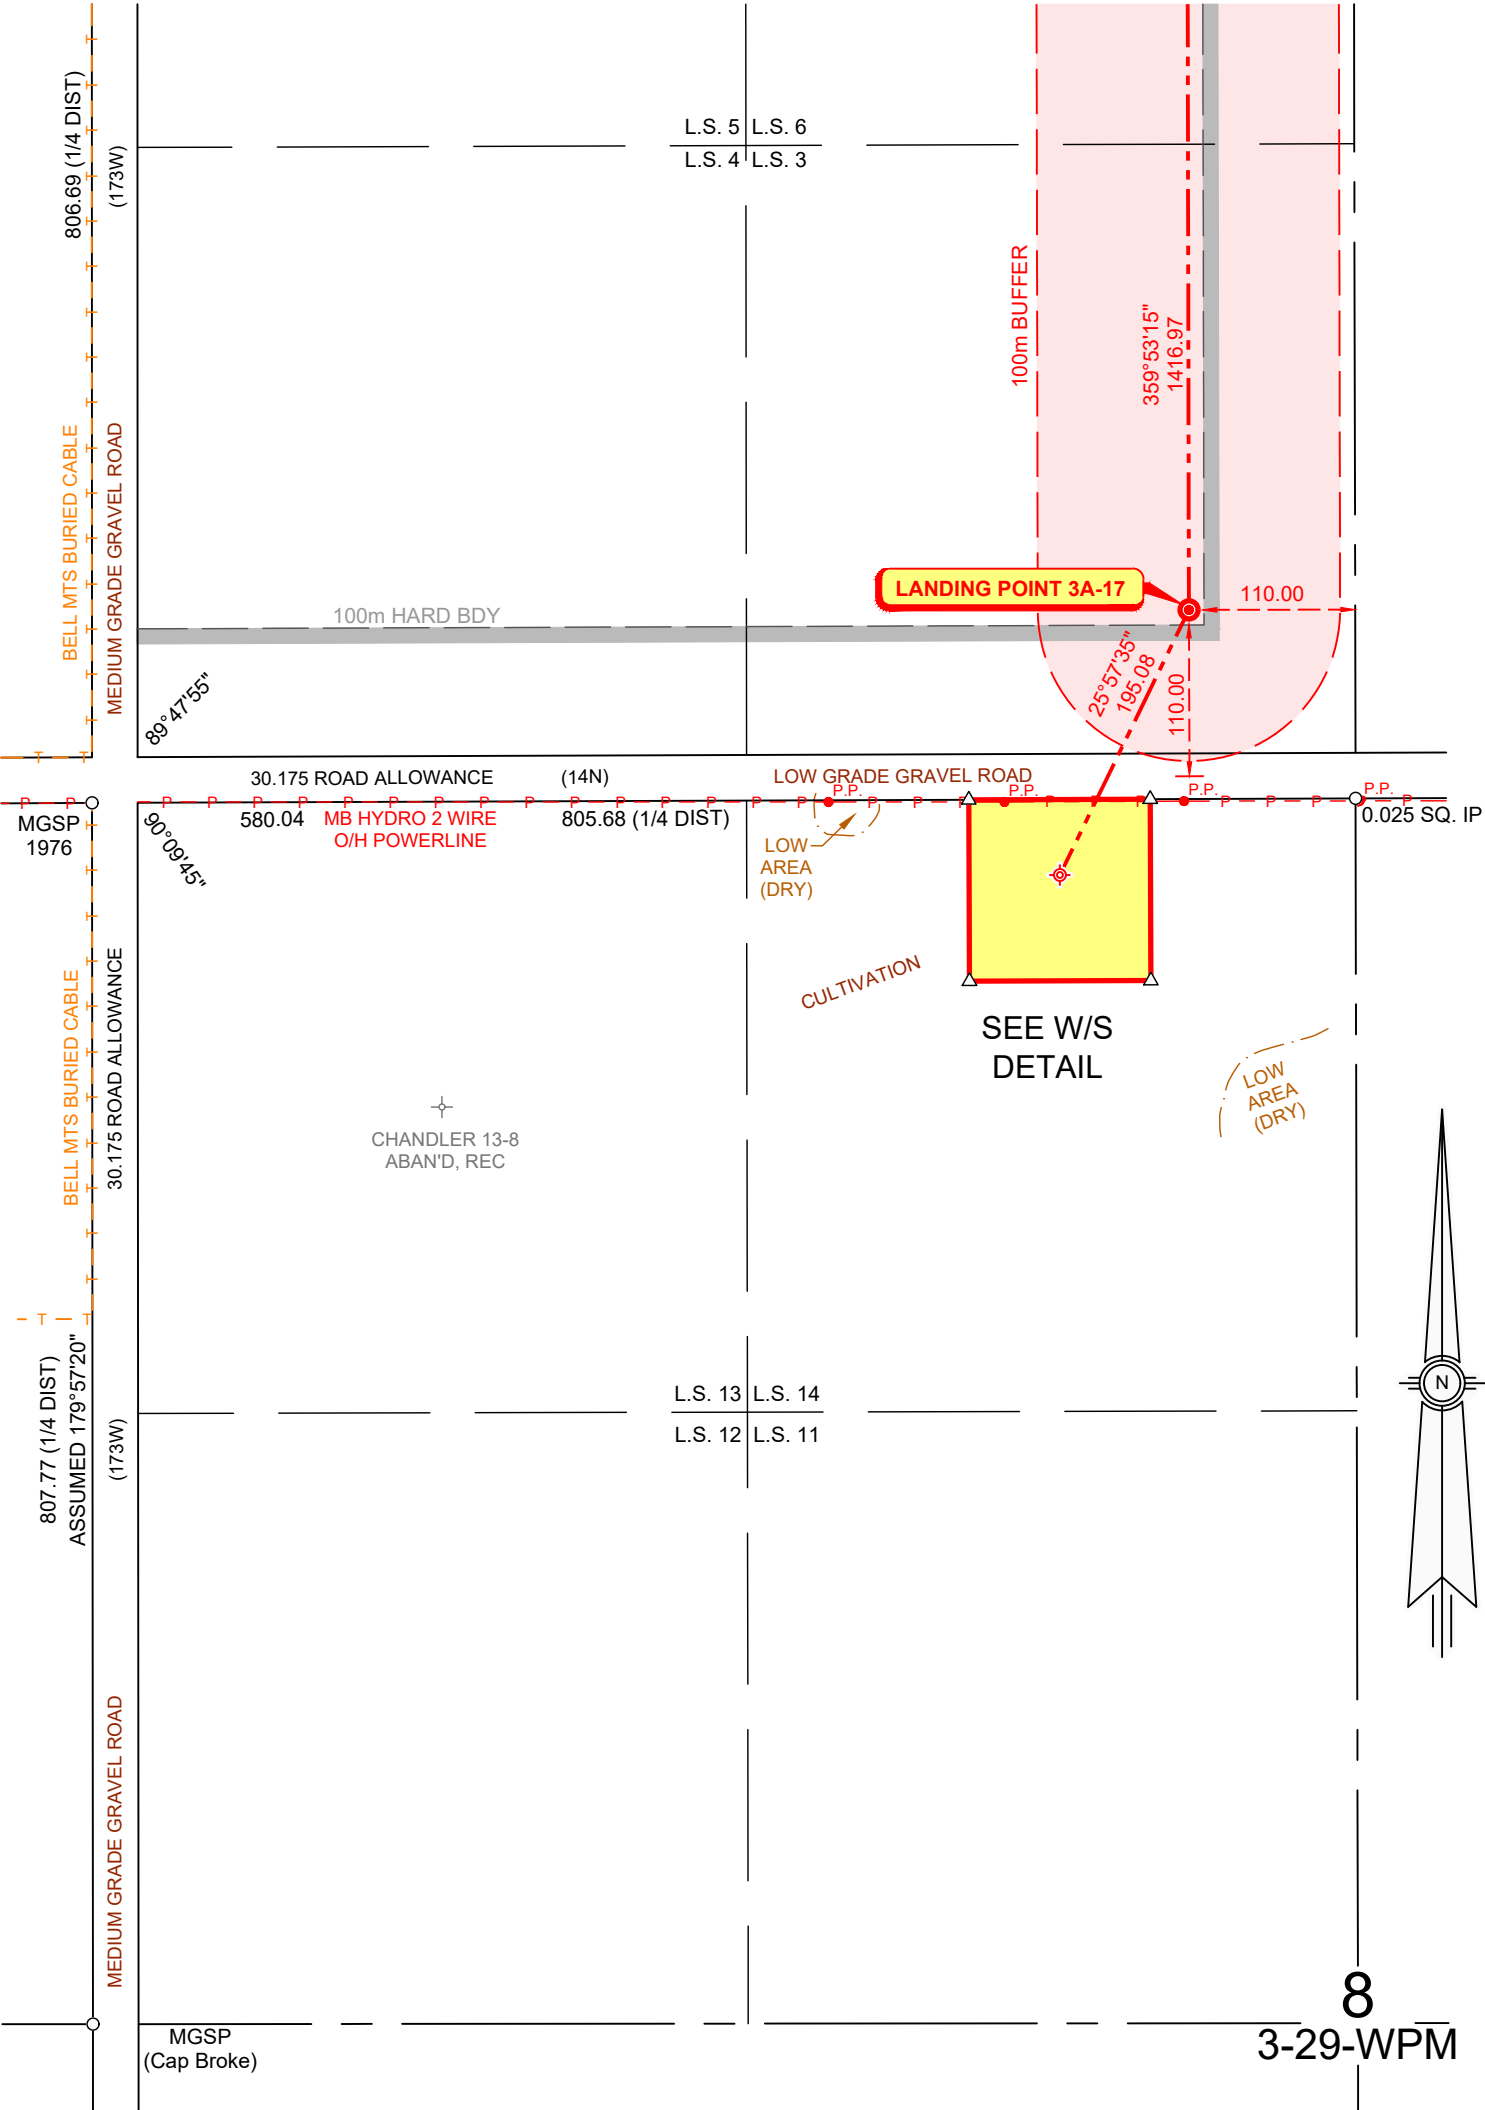 806.69 (1/4 DIST)
(173W)
L.S. 5 L.S. 6
L.S. 4 L.S. 3
100m BUFFER
359°53'15"
1416.97
BELL MTS BURIED CABLE
MEDIUM GRADE GRAVEL ROAD
LANDING POINT 3A-17
110.00
100m HARD BDY
25°57'35"
195.08
110.00
89°47'55"
T T
30.175 ROAD ALLOWANCE (14N) LOW GRADE GRAVEL ROAD
P.P. P.P. P.P. P.P.
P P P P P P P P P P P P P P P P P P P P P P P P P P
MGSP
1976
90°09'45"
580.04 MB HYDRO 2 WIRE 805.68 (1/4 DIST)
O/H POWERLINE
0.025 SQ. IP
LOW
AREA
(DRY)
CULTIVATION
BELL MTS BURIED CABLE
30.175 ROAD ALLOWANCE
SEE W/S
DETAIL
LOW
AREA
(DRY)
CHANDLER 13-8
ABAN'D, REC
T T
807.77 (1/4 DIST)
ASSUMED 179°57'20"
(173W)
L.S. 13 L.S. 14
L.S. 12 L.S. 11
N
MEDIUM GRADE GRAVEL ROAD
8
3-29-WPM
MGSP
(Cap Broke)